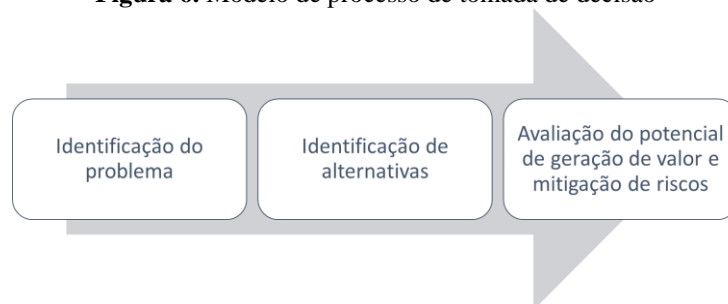 Figura 6. Modelo de processo de tomada de decisão
Identificação do
problema
Identificação de
alternativas
Avaliação do potencial
de geração de valor e
mitigação de riscos